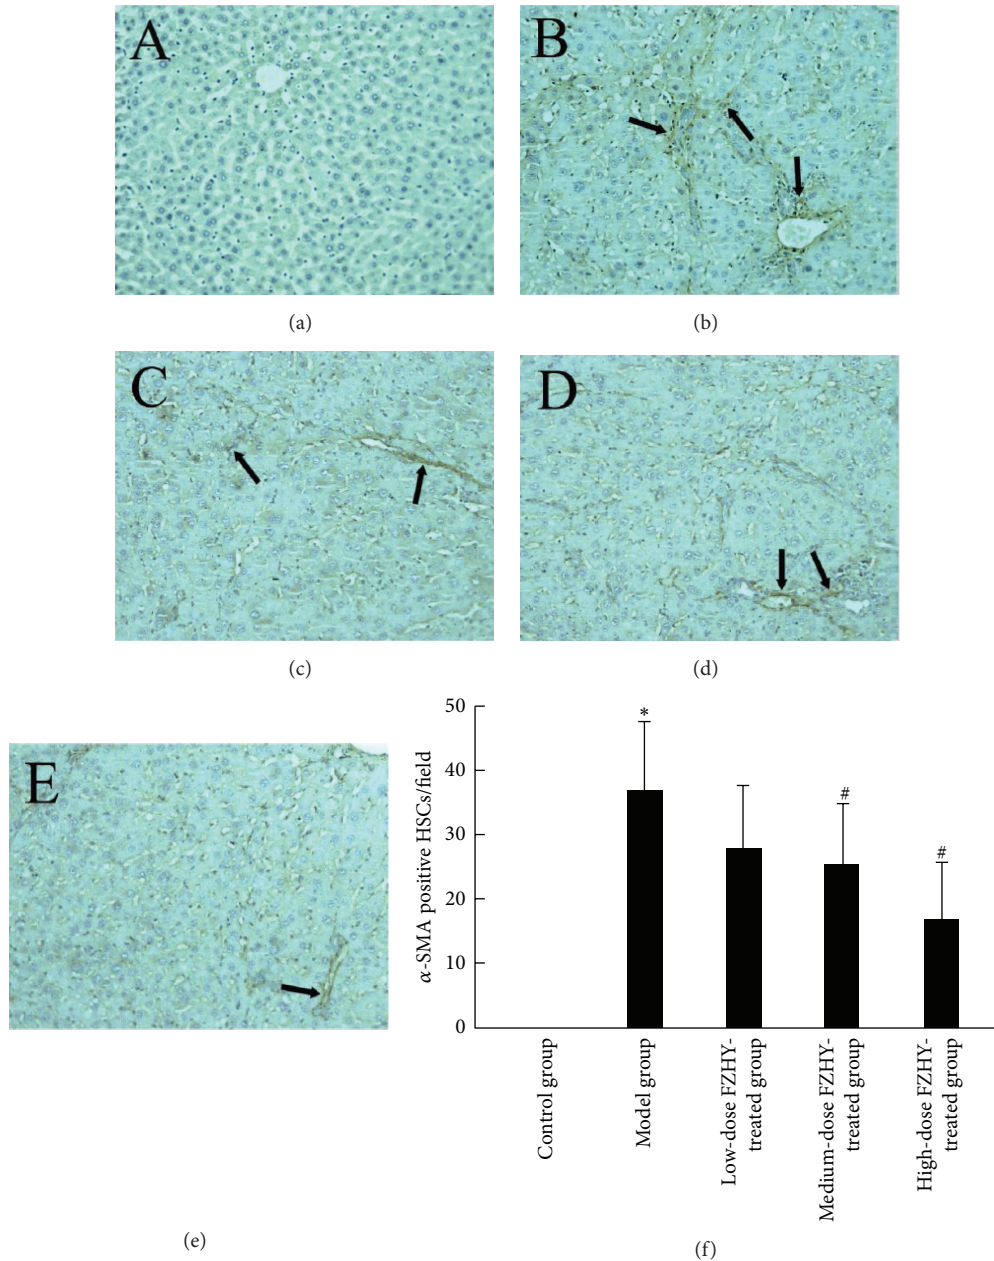 A
B
(a)
(b)
C
D
(c)
(d)
E
(e)
50
40
30
20
10
0
α-SMA positive HSCs/field
*
#
#
Control group
Model group
Low-dose FZHY-
treated group
Medium-dose FZHY-
treated group
High-dose FZHY-
treated group
(f)